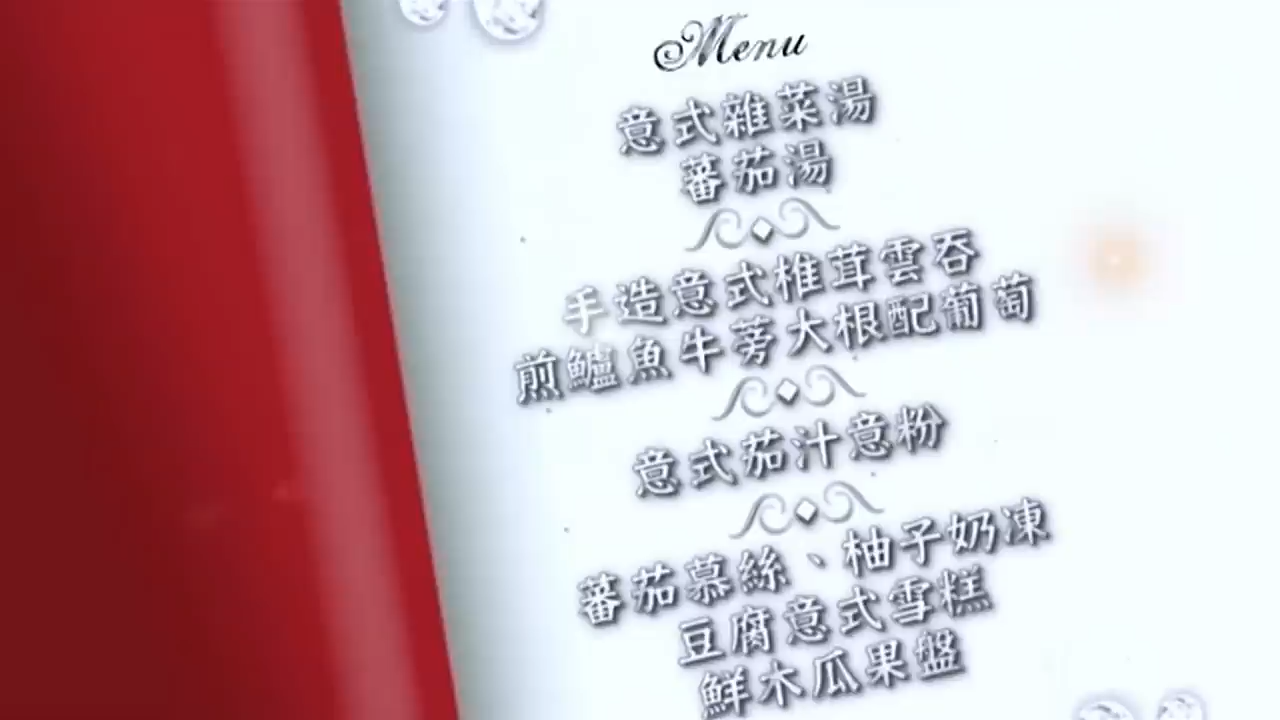 Menu
意式雜菜湯
蕃茄湯
手造意式椎茸雲吞
煎鱸魚牛蒡大根配葡萄
意式茄汁意粉
蕃茄慕絲、柚子奶凍
豆腐意式雪糕
鮮木瓜果盤